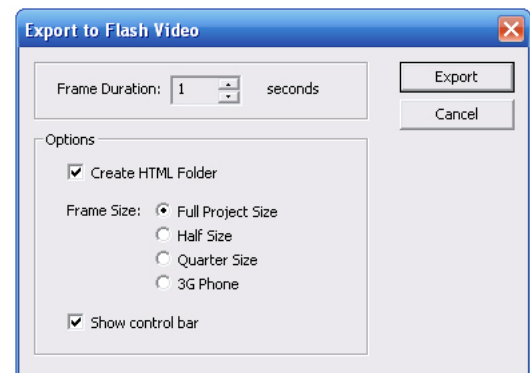 Export to Flash Video
Frame Duration: 1 seconds
Export
Cancel
Options
Create HTML Folder
Frame Size: Full Project Size
Half Size
Quarter Size
3G Phone
Show control bar